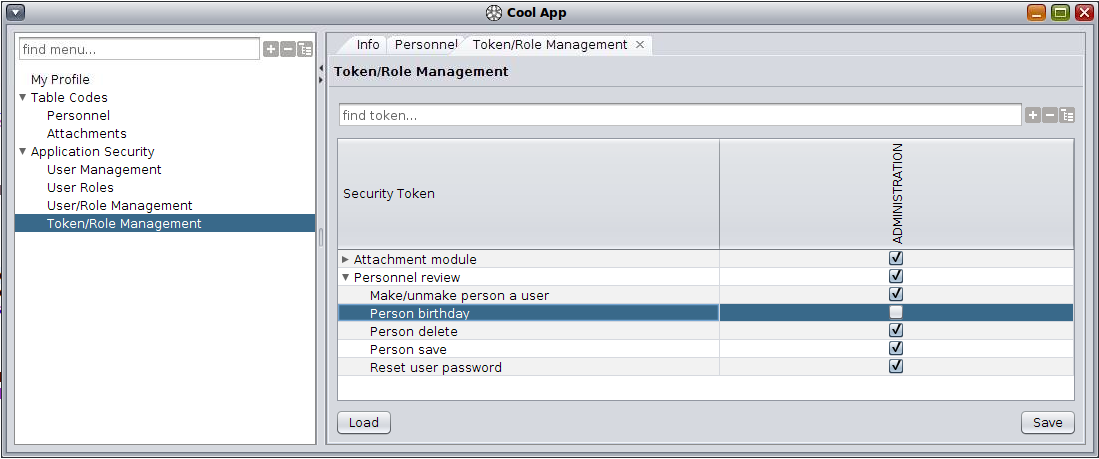 Cool App
find menu...
My Profile
Table Codes
Personnel
Attachments
Application Security
User Management
User Roles
User/Role Management
Token/Role Management
Info Personnel Token/Role Management
Token/Role Management
find token...
Security Token ADMINISTRATION
Attachment module
Personnel review
Make/unmake person a user
Person birthday
Person delete
Person save
Reset user password
Load Save